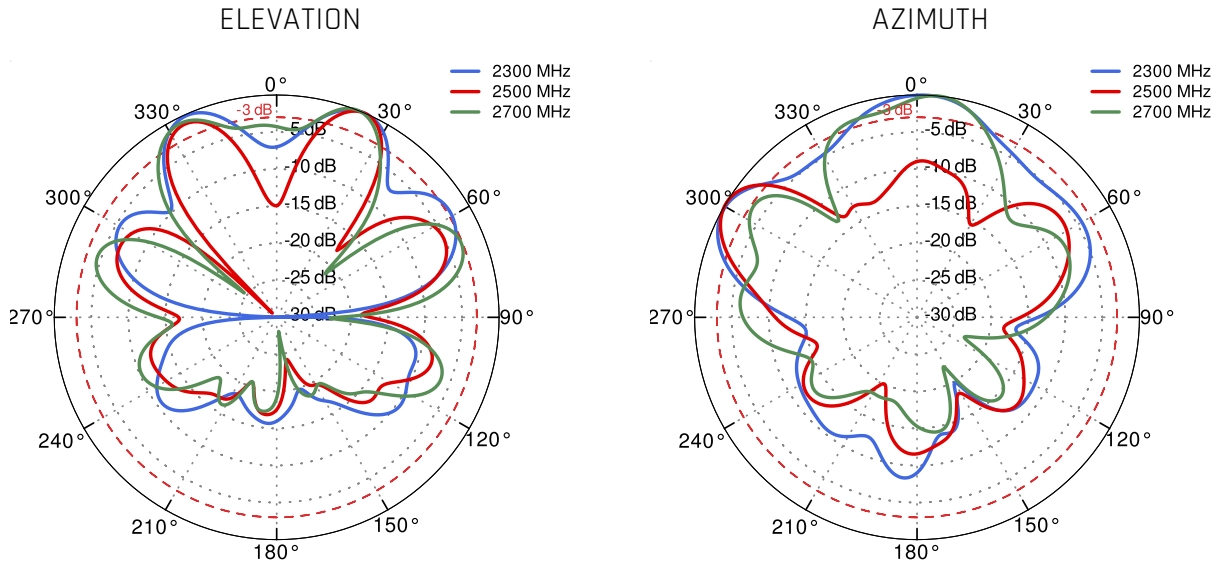 ELEVATION
2300 MHz
2500 MHz
2700 MHz
0°
30°
60°
90°
120°
150°
180°
210°
240°
270°
300°
330°
-3 dB
-5 dB
-10 dB
-15 dB
-20 dB
-25 dB
-30 dB
AZIMUTH
2300 MHz
2500 MHz
2700 MHz
0°
30°
60°
90°
120°
150°
180°
210°
240°
270°
300°
330°
-3 dB
-5 dB
-10 dB
-15 dB
-20 dB
-25 dB
-30 dB